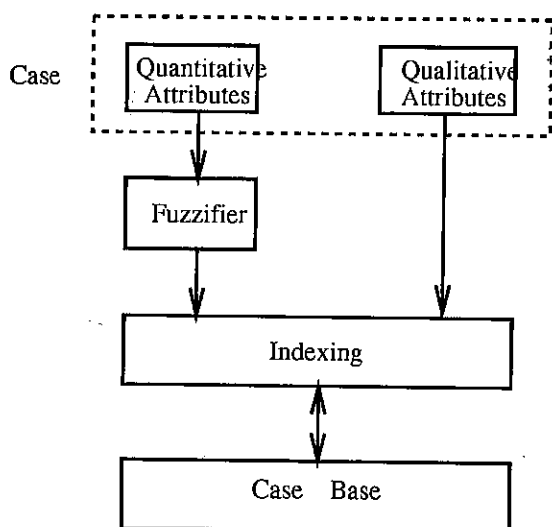 Case
Quantitative
Attributes
Qualitative
Attributes
Fuzzifier
Indexing
Case Base